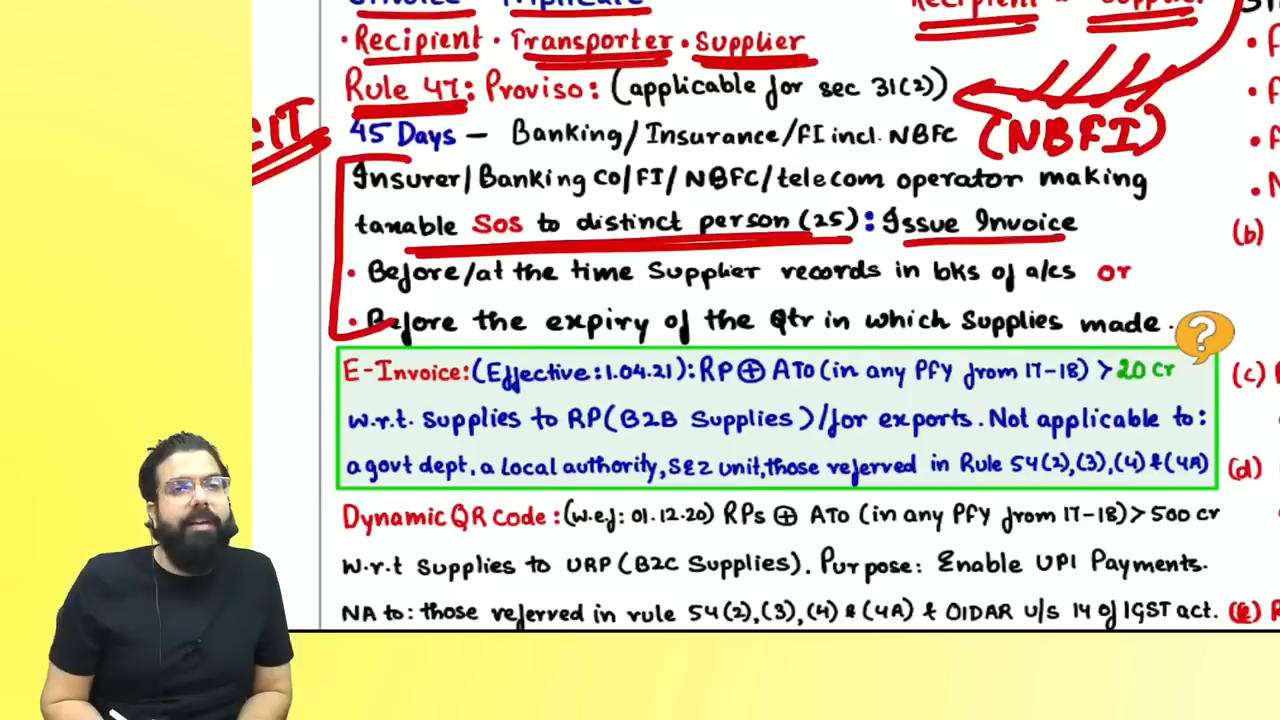 Invoice Triplicate
Recipient Supplier
• Recipient • Transporter • Supplier
Rule 47: Proviso: (applicable for sec 31(2))
45 Days – Banking/Insurance/FI incl. NBFC (NBFI)
Insurer/Banking CO/FI/NBFC/telecom operator making
taxable SOS to distinct person (25): Issue Invoice
• Before/at the time Supplier records in bks of a/cs or
• Before the expiry of the Qtr in which Supplies made.
?
E-Invoice: (Effective: 1.04.21): RP ⊕ ATO (in any PFY from 17-18) > 20 cr
w.r.t. Supplies to RP (B2B Supplies) /for exports. Not applicable to:
a govt dept, a Local authority, SEZ unit, those referred in Rule 54(2),(3),(4) & (4A)
Dynamic QR Code: (w.e.f: 01.12.20) RPs ⊕ ATO (in any PFY from 17-18) > 500 cr
w.r.t Supplies to URP (B2C Supplies). Purpose: Enable UPI Payments.
NA to: those referred in rule 54(2),(3),(4) & (4A) & OIDAR u/s 14 of IGST act.
(b)
(c)
(d)
(e)